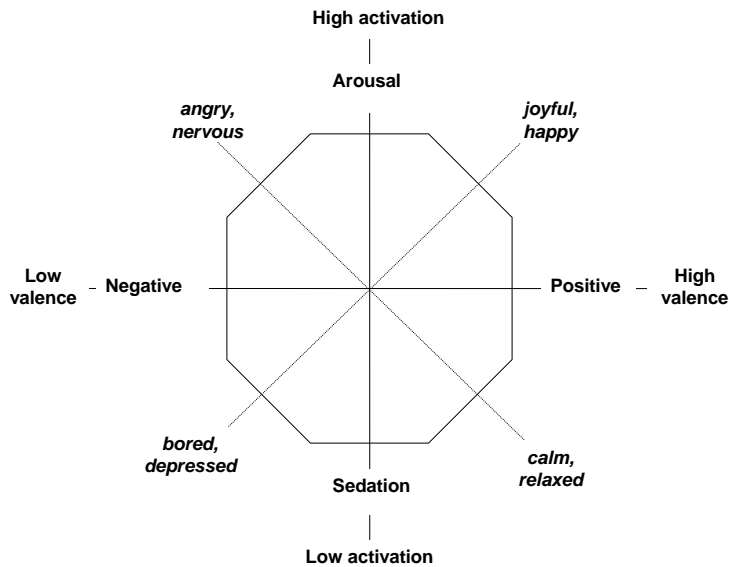 High activation
Arousal
angry,
nervous
joyful,
happy
Low
valence
Negative
Positive
High
valence
bored,
depressed
calm,
relaxed
Sedation
Low activation